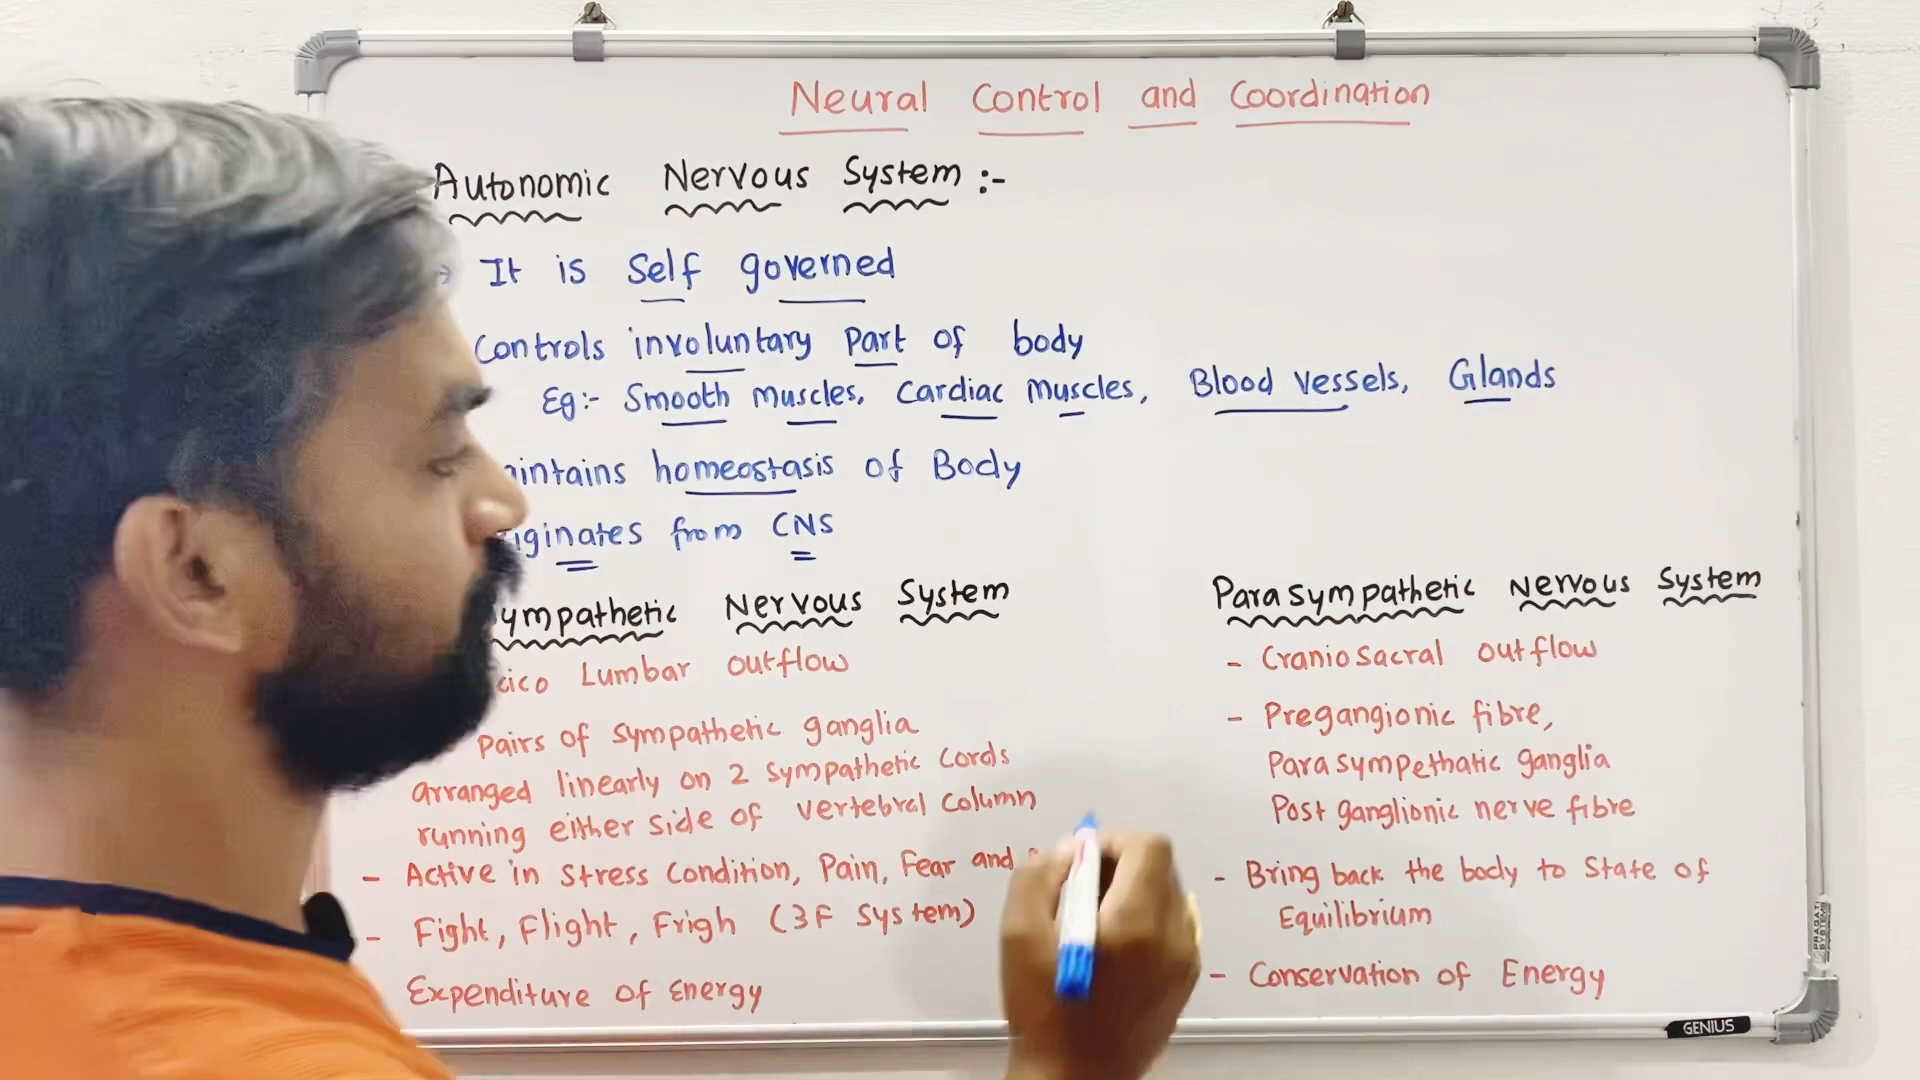 Neural Control and Coordination
Autonomic Nervous System :-
It is Self governed
Controls involuntary Part of body
Eg:- Smooth muscles, Cardiac muscles, Blood vessels, Glands
homeostasis of Body
from CNS
Nervous System
Lumbar outflow
Pairs of Sympathetic ganglia
arranged linearly on 2 Sympathetic Cords
running either side of vertebral Column
- Active in Stress Condition, Pain, Fear and
- Fight, Flight, Frigh (3F System)
Expenditure of Energy
Parasympathetic Nervous System
- Craniosacral outflow
- Pregangionic fibre,
Parasympethatic ganglia
Post ganglionic nerve fibre
- Bring back the body to State of
Equilibrium
- Conservation of Energy
PRAGATI SYSTEMS
GENIUS